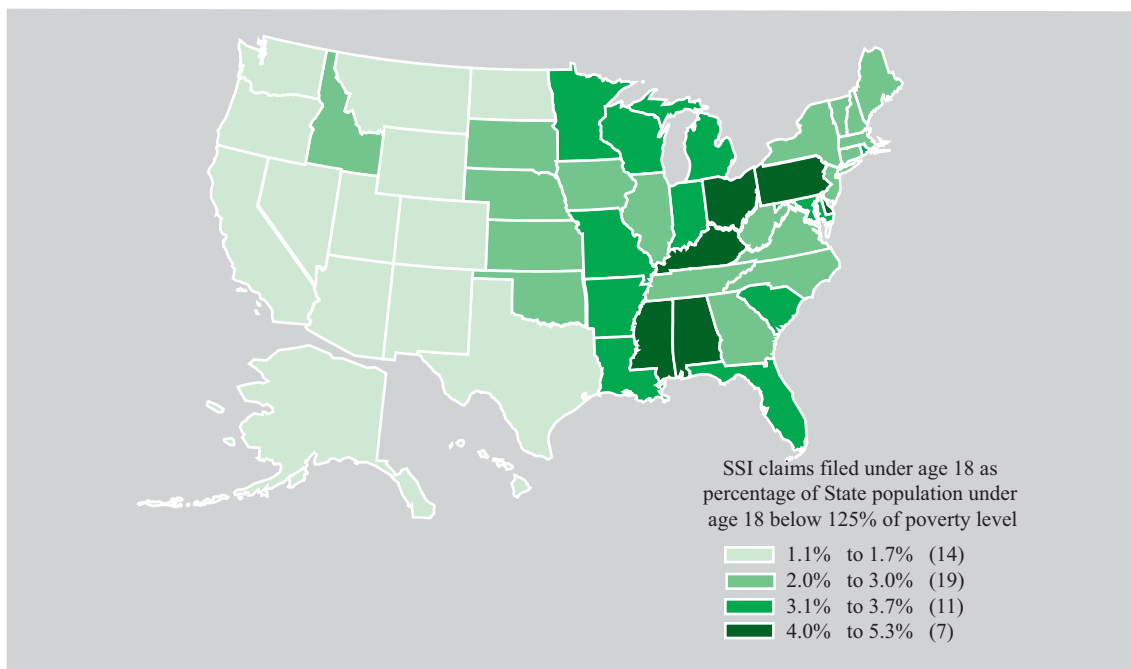 SSI claims filed under age 18 as
percentage of State population under
age 18 below 125% of poverty level
1.1% to 1.7% (14)
2.0% to 3.0% (19)
3.1% to 3.7% (11)
4.0% to 5.3% (7)